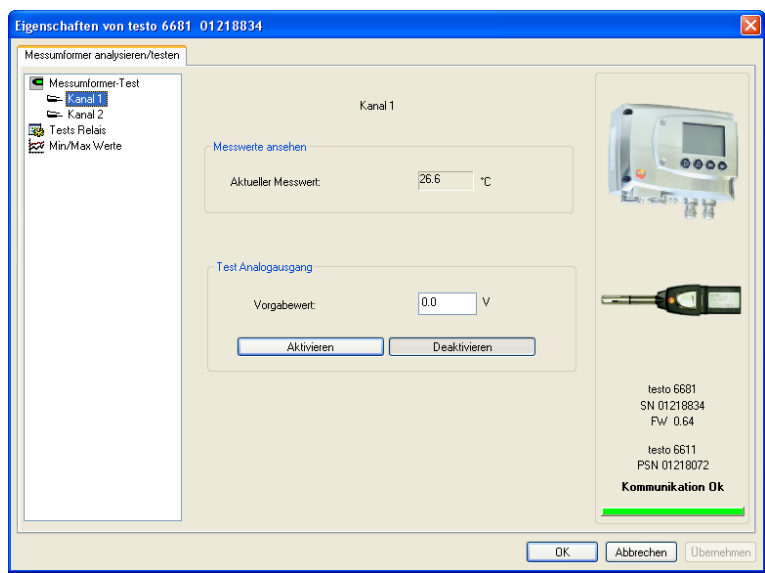 Eigenschaften von testo 6681 01218834
Messumformer analysieren/testen
Messumformer-Test
Kanal 1
Kanal 2
Tests Relais
Min/Max Werte
Kanal 1
Messwerte ansehen
Aktueller Messwert: 26.6 °C
Test Analogausgang
Vorgabewert: 0.0 V
Aktivieren Deaktivieren
testo 6681
SN 01218834
FW 0.64
testo 6611
PSN 01218072
Kommunikation Ok
OK Abbrechen Übernehmen